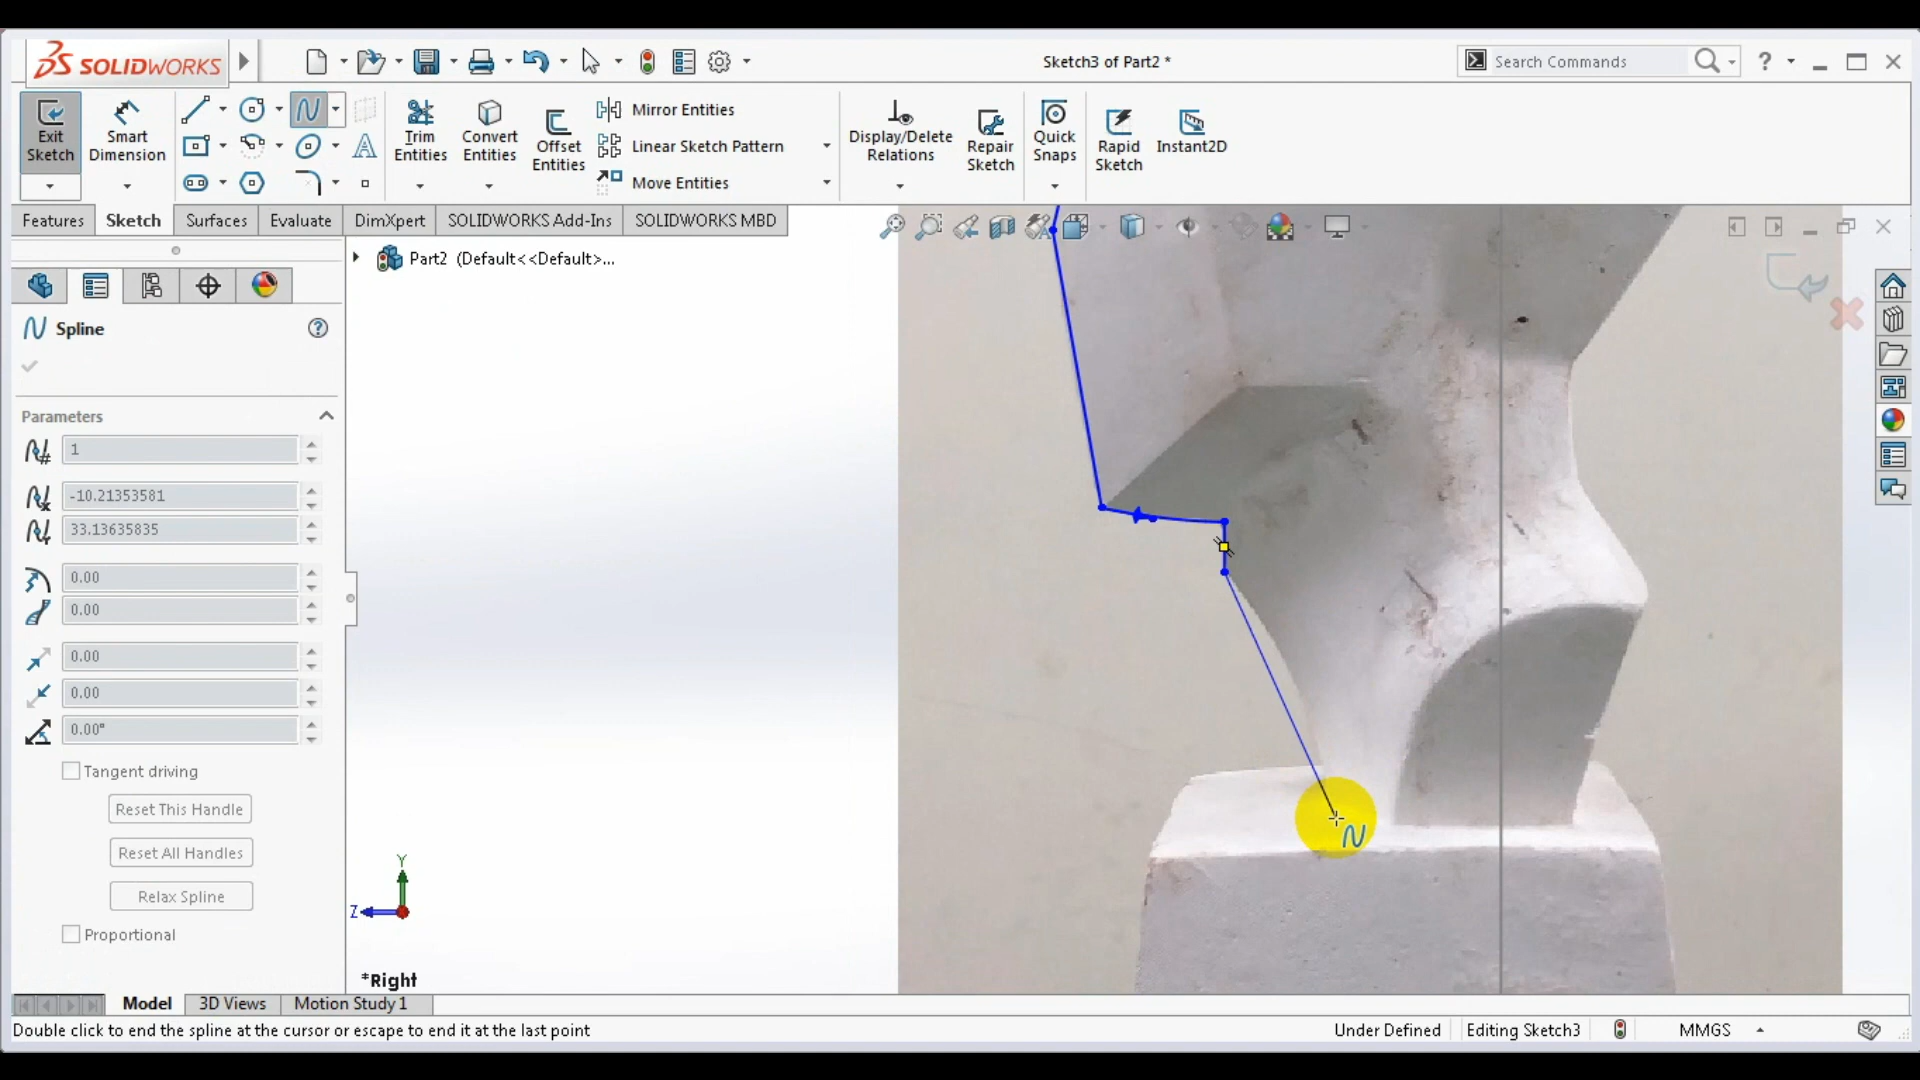 SOLIDWORKS
Sketch3 of Part2 *
Search Commands
?
Exit Sketch
Smart Dimension
Trim Entities
Convert Entities
Offset Entities
Mirror Entities
Linear Sketch Pattern
Move Entities
Display/Delete Relations
Repair Sketch
Quick Snaps
Rapid Sketch
Instant2D
Features
Sketch
Surfaces
Evaluate
DimXpert
SOLIDWORKS Add-Ins
SOLIDWORKS MBD
Part2 (Default<<Default>...
Spline
?
Parameters
1
-10.21353581
33.13635835
0.00
0.00
0.00
0.00
0.00°
Tangent driving
Reset This Handle
Reset All Handles
Relax Spline
Proportional
Y
Z
*Right
Model
3D Views
Motion Study 1
Double click to end the spline at the cursor or escape to end it at the last point
Under Defined
Editing Sketch3
MMGS